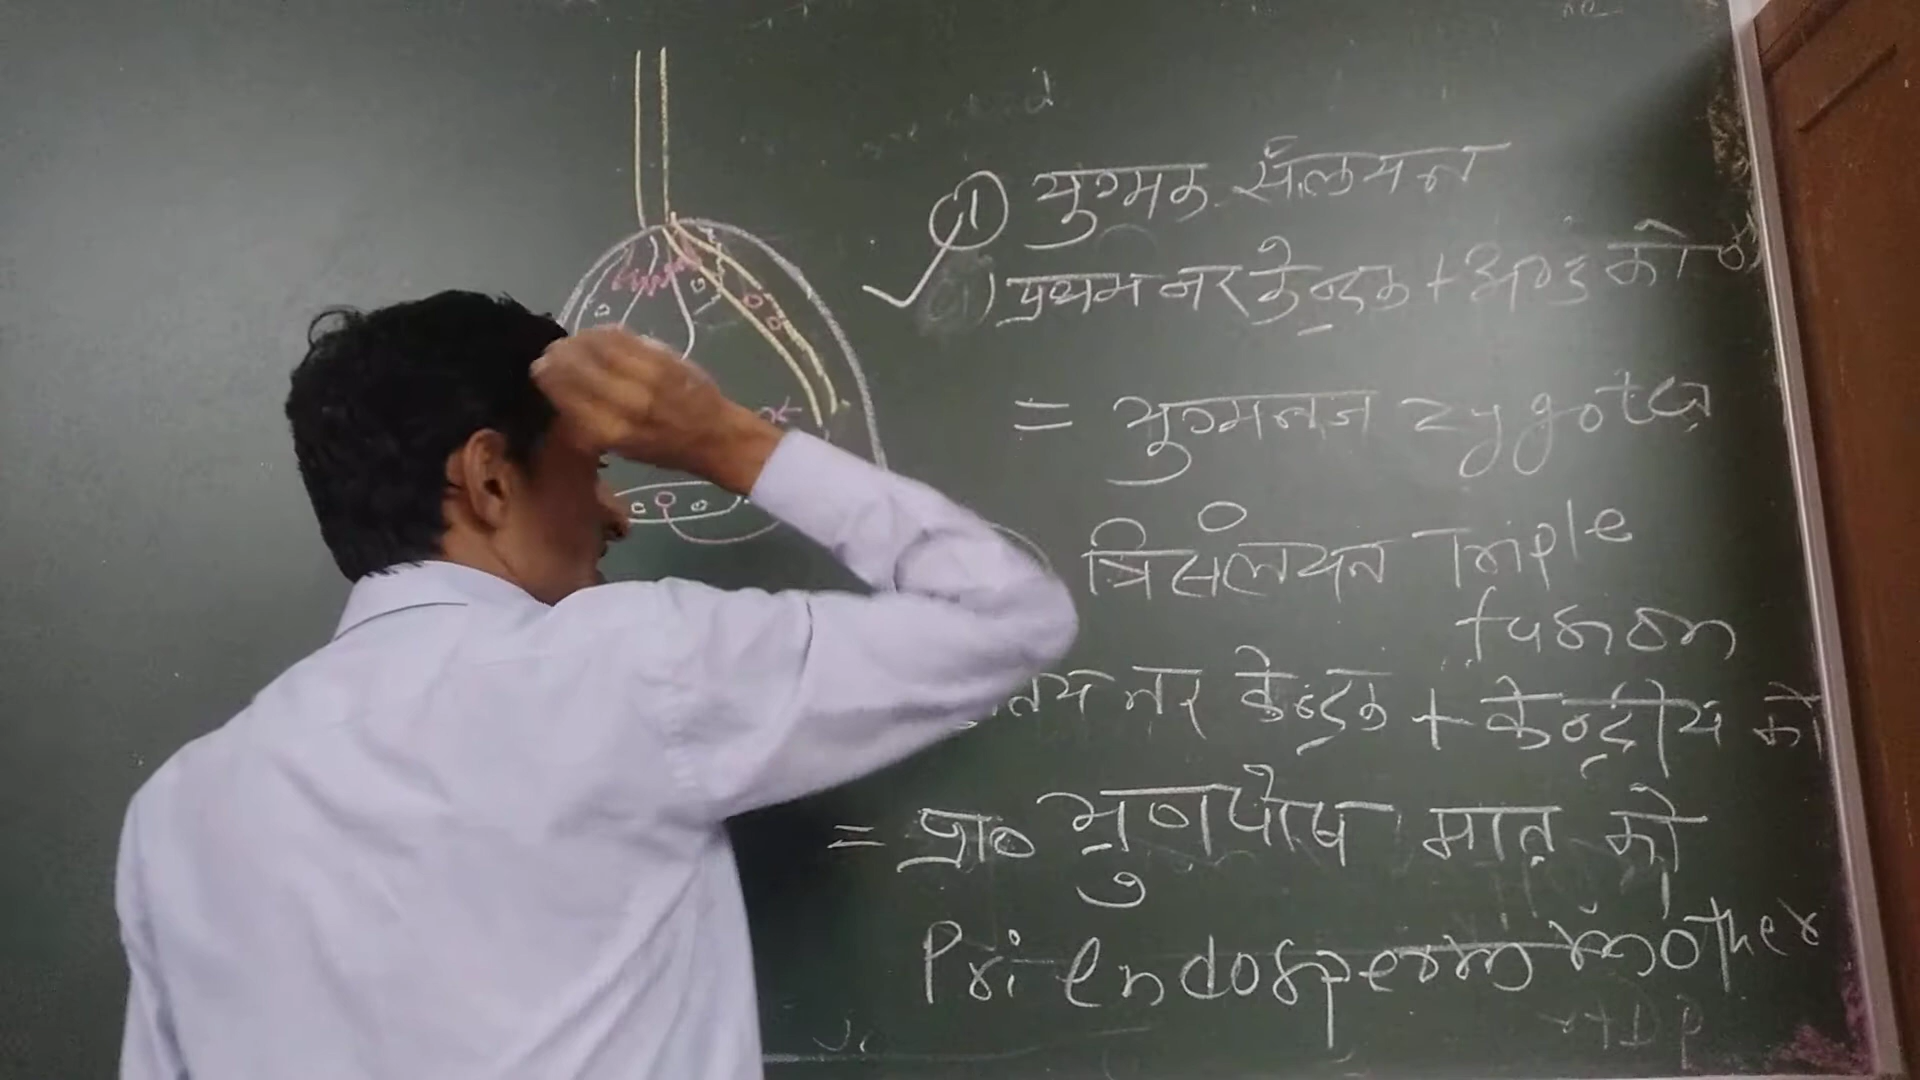 (1) युग्मक संलयन
प्रथम नर केन्द्रक + अण्ड को०
= युग्मनज zygote
त्रिसंलयन Triple
fusion
नर केन्द्रक + केन्द्रीय को
= प्रा० भ्रुणपोष मातृ को
Pri endosperm mother